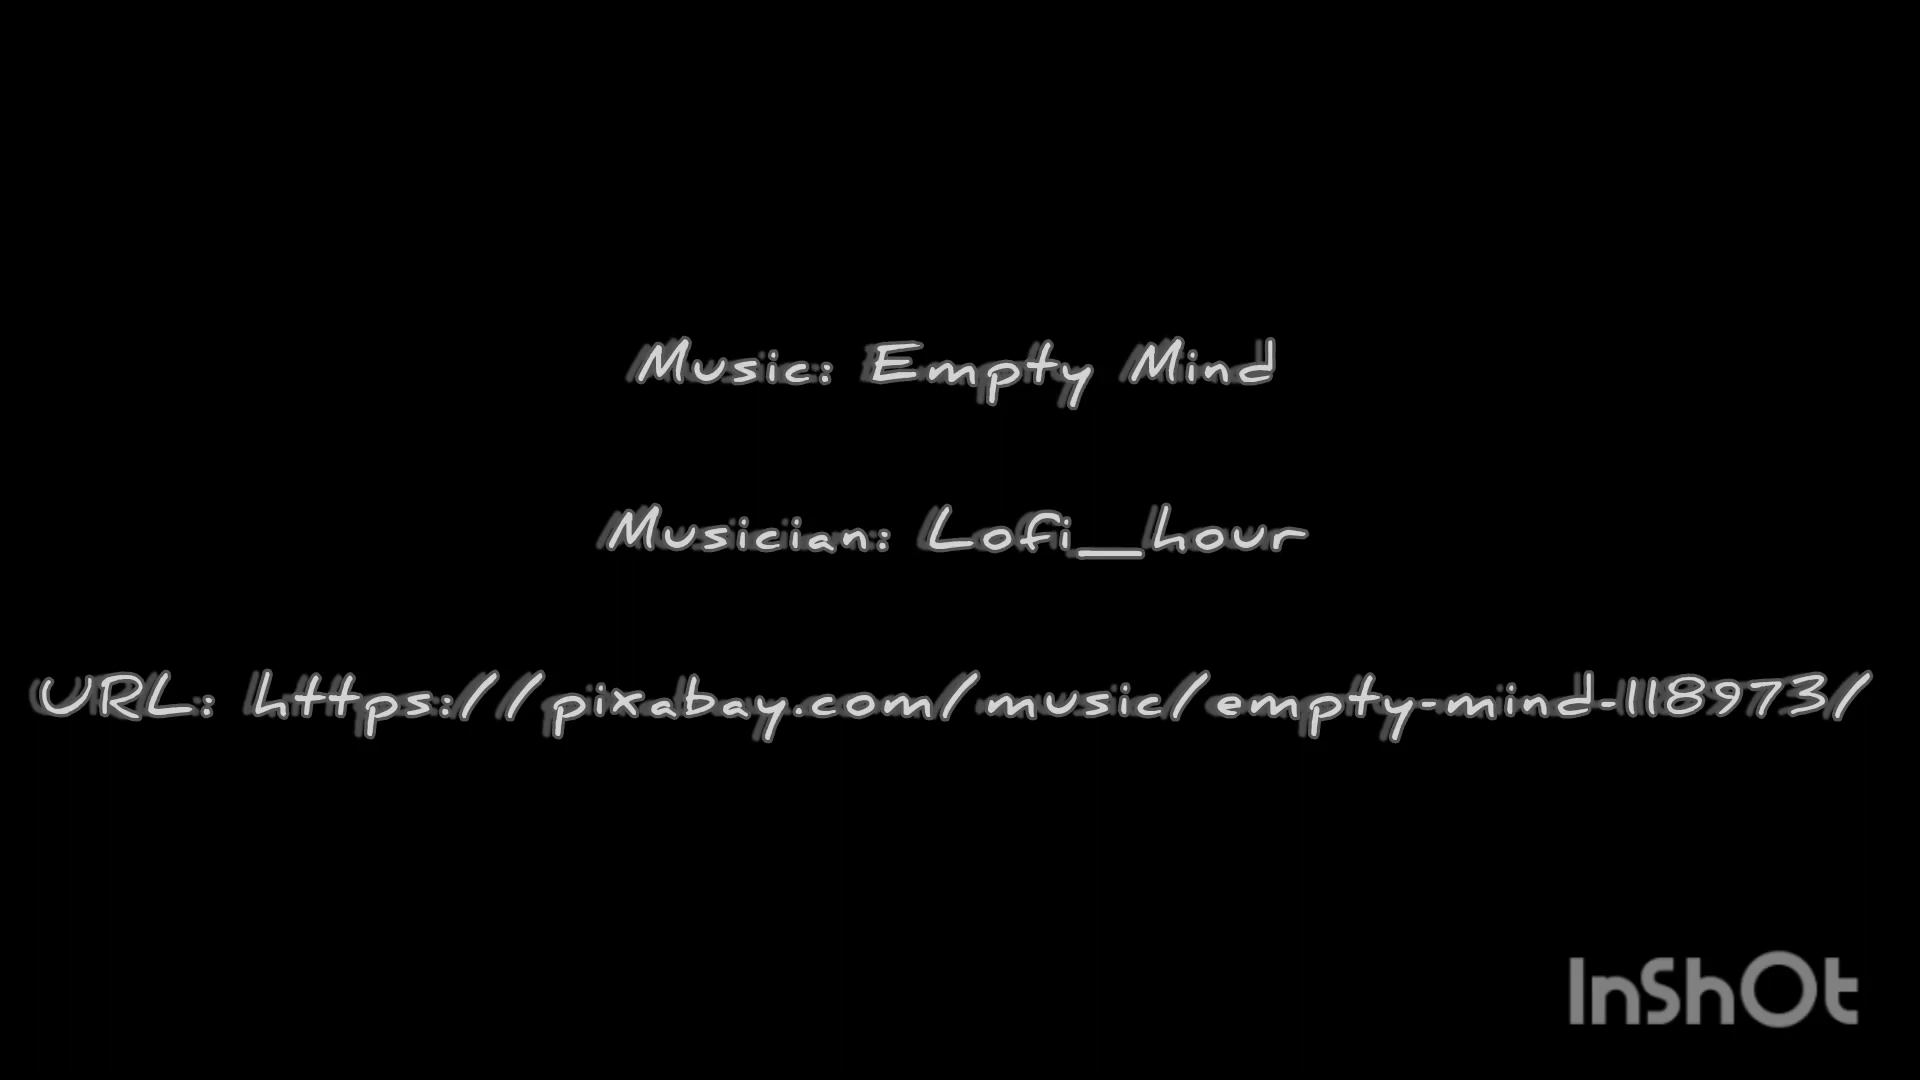 Music: Empty Mind
Musician: Lofi_hour
URL: https://pixabay.com/music/empty-mind-118973/
InShOt